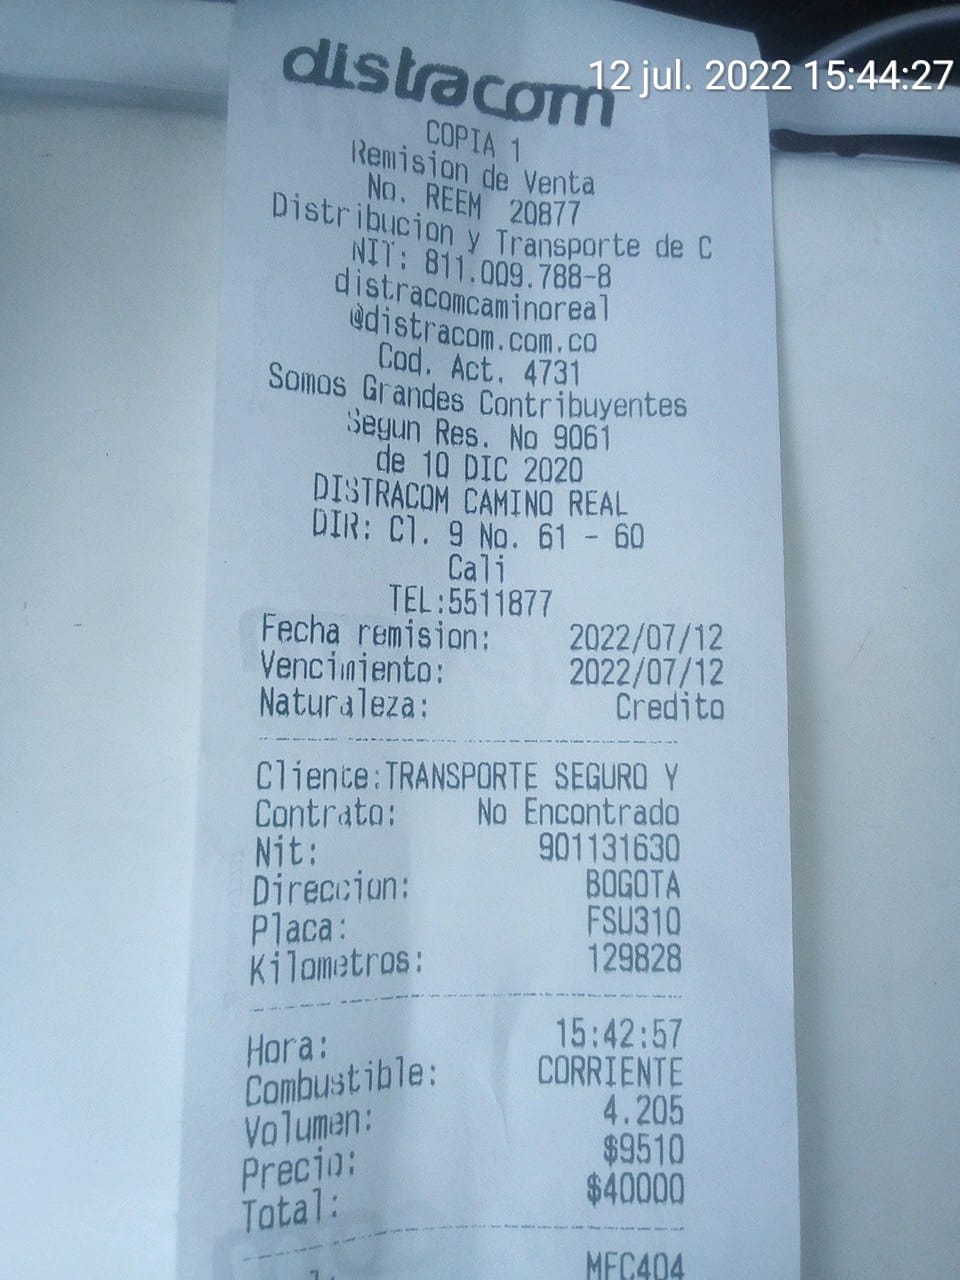 12 jul. 2022 15:44:27
distracom
COPIA 1
Remision de Venta
No. REEM 20877
Distribucion y Transporte de C
NIT: 811.009.788-8
distracomcaminoreal
@distracom.com.co
Cod. Act. 4731
Somos Grandes Contribuyentes
Segun Res. No 9061
de 10 DIC 2020
DISTRACOM CAMINO REAL
DIR: Cl. 9 No. 61 - 60
Cali
TEL:5511877
Fecha remision: 2022/07/12
Vencimiento: 2022/07/12
Naturaleza: Credito
Cliente:TRANSPORTE SEGURO Y
Contrato: No Encontrado
Nit: 901131630
Direccion: BOGOTA
Placa: FSU310
Kilometros: 129828
Hora: 15:42:57
Combustible: CORRIENTE
Volumen: 4.205
Precio: $9510
Total: $40000
MFC404